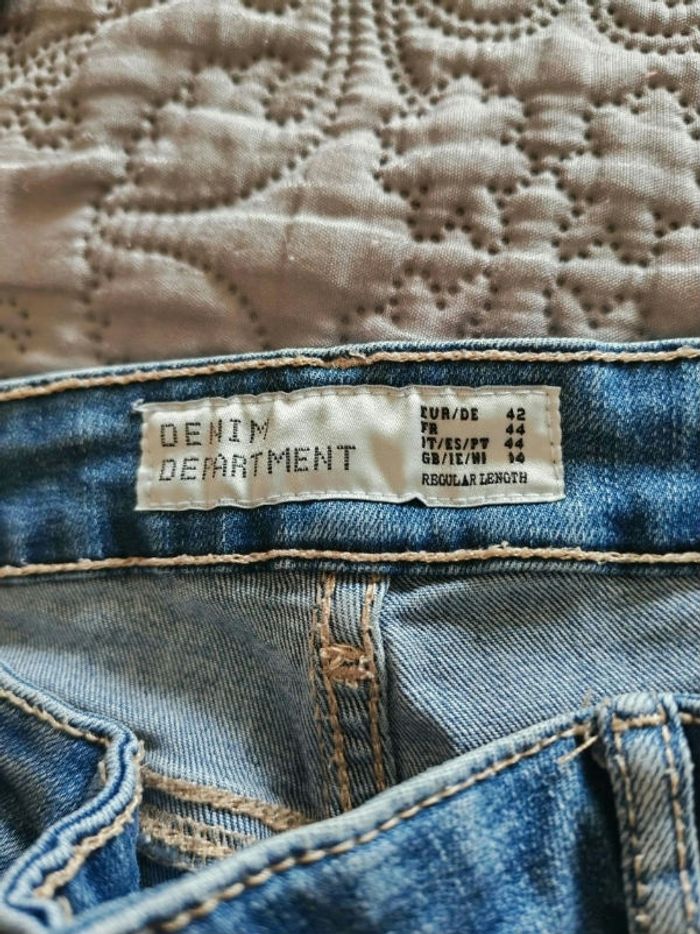 DENIM
DEPARTMENT
EUR/DE 42
FR 44
IT/ES/PT 44
GB/IE/NI 14
REGULAR LENGTH